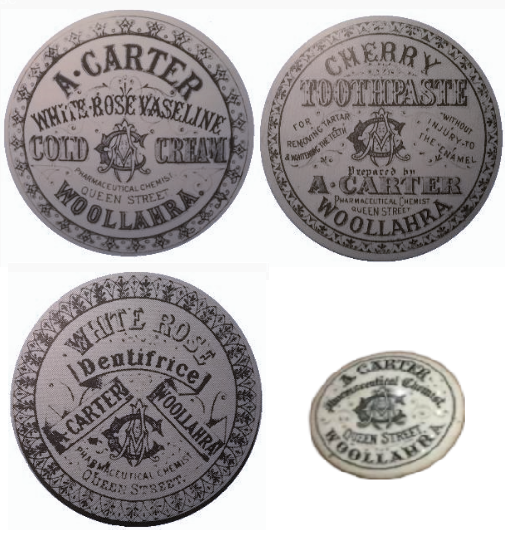 A. CARTER
WHITE-ROSE VASELINE
COLD CREAM
PHARMACEUTICAL CHEMIST
QUEEN STREET
WOOLLAHRA
CHERRY
TOOTHPASTE
FOR REMOVING TARTAR & WHITENING THE TEETH
WITHOUT INJURY TO THE ENAMEL
Prepared by
A. CARTER
PHARMACEUTICAL CHEMIST
QUEEN STREET
WOOLLAHRA
WHITE ROSE
Dentifrice
A. CARTER WOOLLAHRA
PHARMACEUTICAL CHEMIST
QUEEN STREET.
A. CARTER
Pharmaceutical Chemist
QUEEN STREET
WOOLLAHRA